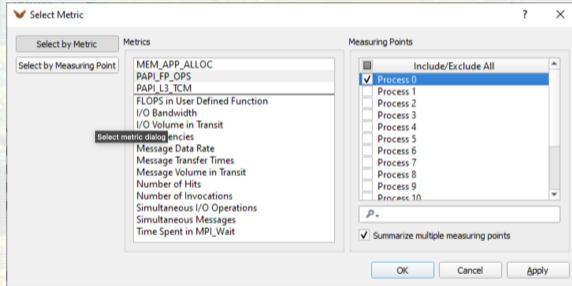 Select Metric
Select by Metric
Select by Measuring Point
Metrics
MEM_APP_ALLOC
PAPI_FP_OPS
PAPI_L3_TCM
FLOPS in User Defined Function
I/O Bandwidth
I/O Volume in Transit
Select metric dialog
encies
Message Data Rate
Message Transfer Times
Message Volume in Transit
Number of Hits
Number of Invocations
Simultaneous I/O Operations
Simultaneous Messages
Time Spent in MPI_Wait
Measuring Points
Include/Exclude All
Process 0
Process 1
Process 2
Process 3
Process 4
Process 5
Process 6
Process 7
Process 8
Process 9
Process 10
Summarize multiple measuring points
OK
Cancel
Apply